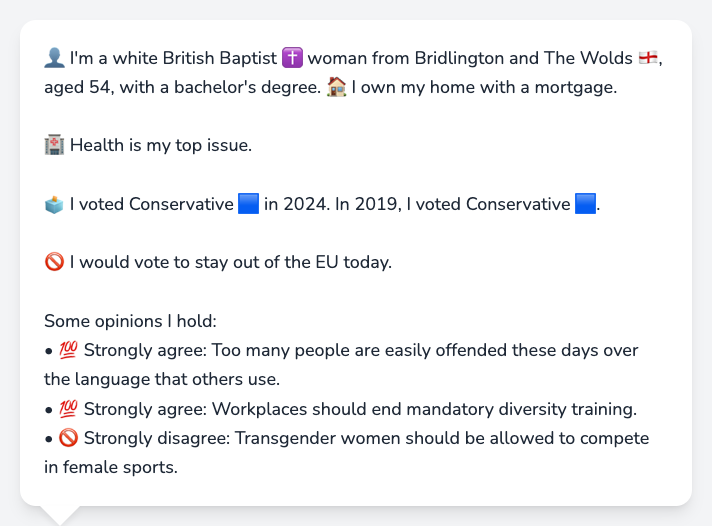 👤 I'm a white British Baptist ✝️ woman from Bridlington and The Wolds 🏴󠁧󠁢󠁥󠁮󠁧󠁿,
aged 54, with a bachelor's degree. 🏠 I own my home with a mortgage.
🏥 Health is my top issue.
🗳️ I voted Conservative 🟦 in 2024. In 2019, I voted Conservative 🟦.
🚫 I would vote to stay out of the EU today.
Some opinions I hold:
• 💯 Strongly agree: Too many people are easily offended these days over
the language that others use.
• 💯 Strongly agree: Workplaces should end mandatory diversity training.
• 🚫 Strongly disagree: Transgender women should be allowed to compete
in female sports.